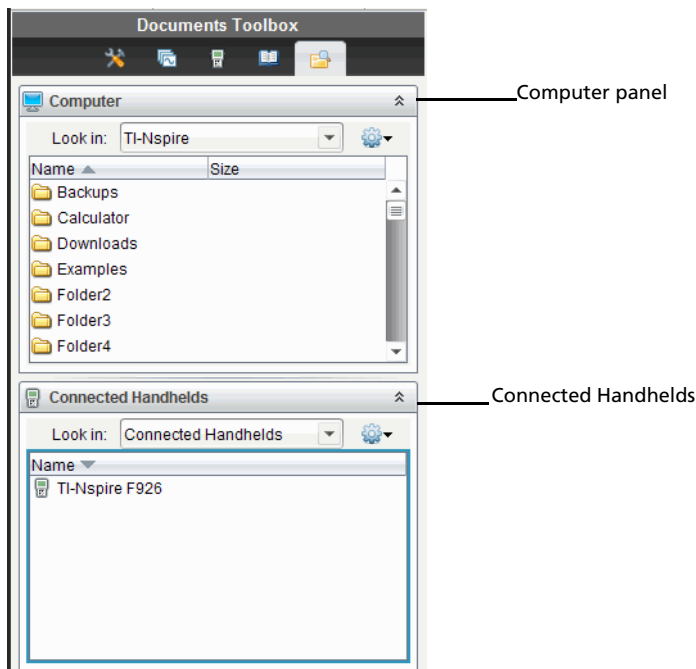 Documents Toolbox
Computer
Computer panel
Look in: TI-Nspire
Name Size
Backups
Calculator
Downloads
Examples
Folder2
Folder3
Folder4
Connected Handhelds
Connected Handhelds
Look in: Connected Handhelds
Name
TI-Nspire F926